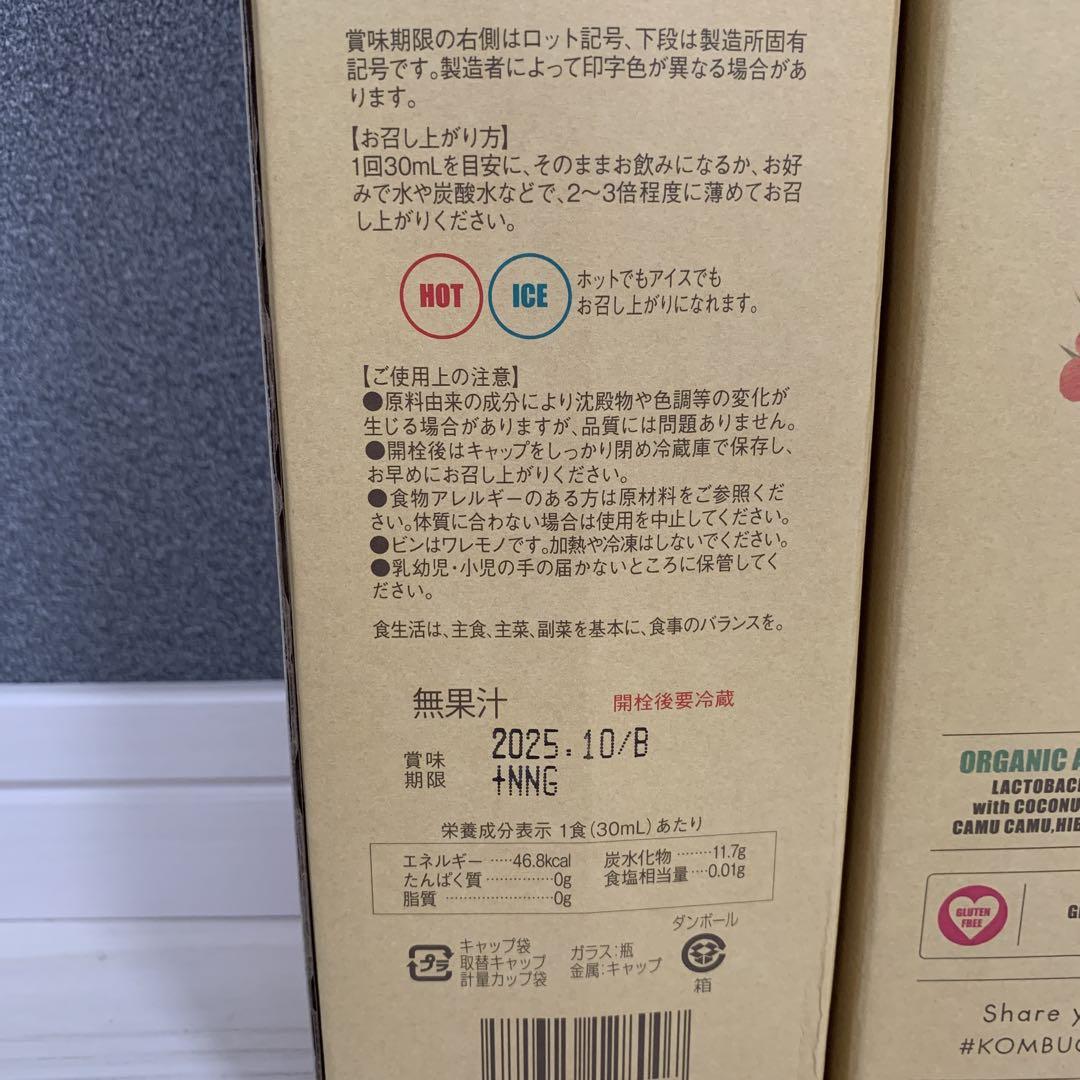 賞味期限の右側はロット記号、下段は製造所固有
記号です。製造者によって印字色が異なる場合があ
ります。
【お召し上がり方】
1回30mLを目安に、そのままお飲みになるか、お好
みで水や炭酸水などで、2〜3倍程度に薄めてお召
し上がりください。
HOT
ICE
ホットでもアイスでも
お召し上がりになれます。
【ご使用上の注意】
●原料由来の成分により沈殿物や色調等の変化が
生じる場合がありますが、品質には問題ありません。
●開栓後はキャップをしっかり閉め冷蔵庫で保存し、
お早めにお召し上がりください。
●食物アレルギーのある方は原材料をご参照くだ
さい。体質に合わない場合は使用を中止してください。
●ビンはワレモノです。加熱や冷凍はしないでください。
●乳幼児・小児の手の届かないところに保管してく
ださい。
食生活は、主食、主菜、副菜を基本に、食事のバランスを。
無果汁
開栓後要冷蔵
賞味
期限
2025.10/B
+NNG
栄養成分表示 1食(30mL)あたり
エネルギー……46.8kcal
たんぱく質……………0g
脂質……………………0g
炭水化物………11.7g
食塩相当量…0.01g
プラ
キャップ袋
取替キャップ
計量カップ袋
ガラス:瓶
金属:キャップ
ダンボール
箱
ORGANIC
with COCONU
CAMU CAMU,
GLUTEN
FREE
Share